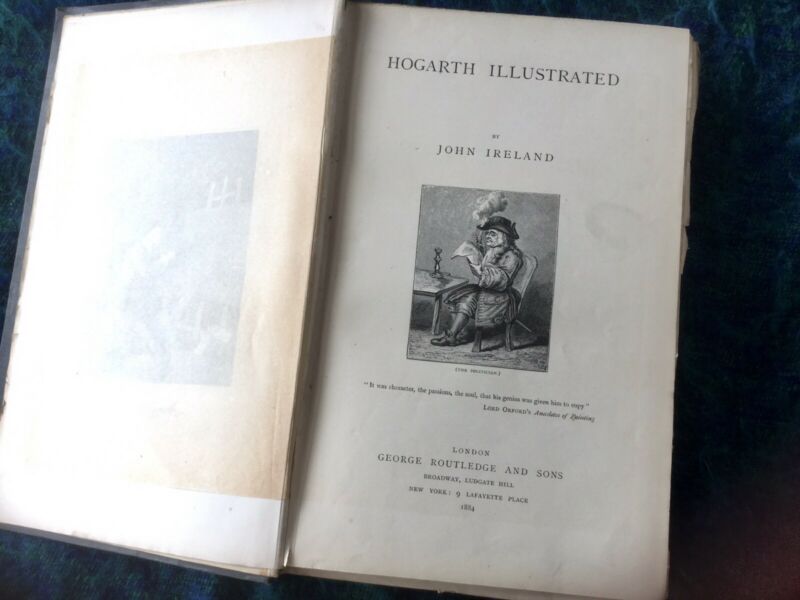 HOGARTH ILLUSTRATED
BY
JOHN IRELAND
(THE POLITICIAN.)
"It was character, the passions, the soul, that his genius was given him to copy"
LORD ORFORD'S Anecdotes of Painting
LONDON
GEORGE ROUTLEDGE AND SONS
BROADWAY, LUDGATE HILL
NEW YORK: 9 LAFAYETTE PLACE
1884